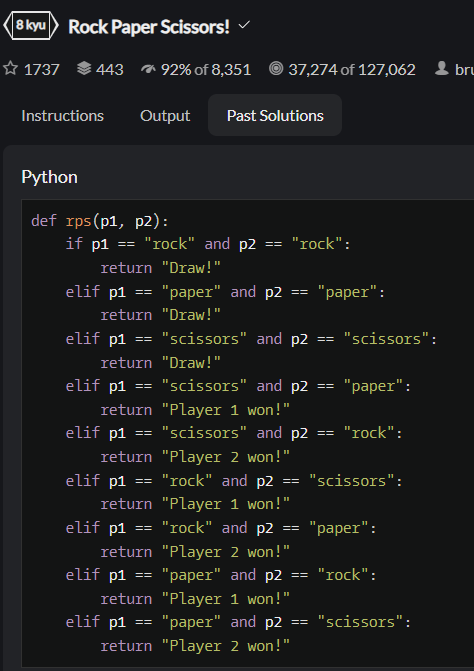 8 kyu Rock Paper Scissors!
1737 443 92% of 8,351 37,274 of 127,062
Instructions Output Past Solutions
Python
def rps(p1, p2):
    if p1 == "rock" and p2 == "rock":
        return "Draw!"
    elif p1 == "paper" and p2 == "paper":
        return "Draw!"
    elif p1 == "scissors" and p2 == "scissors":
        return "Draw!"
    elif p1 == "scissors" and p2 == "paper":
        return "Player 1 won!"
    elif p1 == "scissors" and p2 == "rock":
        return "Player 2 won!"
    elif p1 == "rock" and p2 == "scissors":
        return "Player 1 won!"
    elif p1 == "rock" and p2 == "paper":
        return "Player 2 won!"
    elif p1 == "paper" and p2 == "rock":
        return "Player 1 won!"
    elif p1 == "paper" and p2 == "scissors":
        return "Player 2 won!"